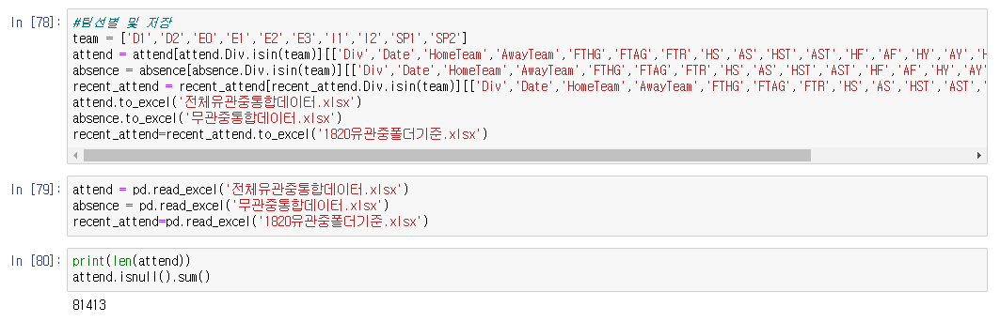 In [78]:
#팀선별 및 저장
team = ['D1','D2','E0','E1','E2','E3','I1','I2','SP1','SP2']
attend = attend[attend.Div.isin(team)][['Div','Date','HomeTeam','AwayTeam','FTHG','FTAG','FTR','HS','AS','HST','AST','HF','AF','HY','AY','H
absence = absence[absence.Div.isin(team)][['Div','Date','HomeTeam','AwayTeam','FTHG','FTAG','FTR','HS','AS','HST','AST','HF','AF','HY','AY'
recent_attend = recent_attend[recent_attend.Div.isin(team)][['Div','Date','HomeTeam','AwayTeam','FTHG','FTAG','FTR','HS','AS','HST','AST','
attend.to_excel('전체유관중통합데이터.xlsx')
absence.to_excel('무관중통합데이터.xlsx')
recent_attend=recent_attend.to_excel('1820유관중폴더기준.xlsx')
In [79]:
attend = pd.read_excel('전체유관중통합데이터.xlsx')
absence = pd.read_excel('무관중통합데이터.xlsx')
recent_attend=pd.read_excel('1820유관중폴더기준.xlsx')
In [80]:
print(len(attend))
attend.isnull().sum()
81413